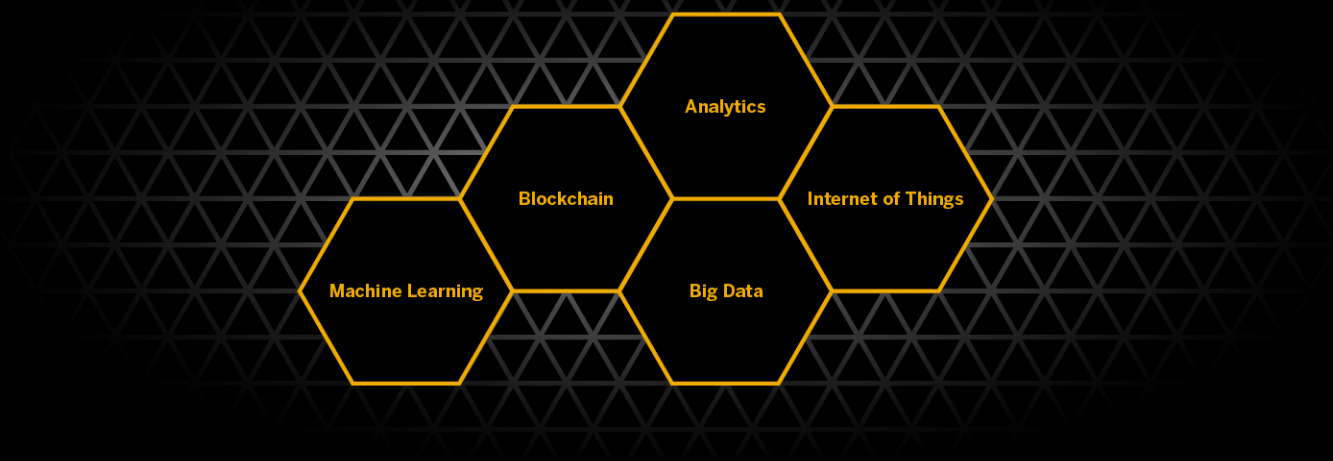 Analytics
Blockchain
Internet of Things
Machine Learning
Big Data